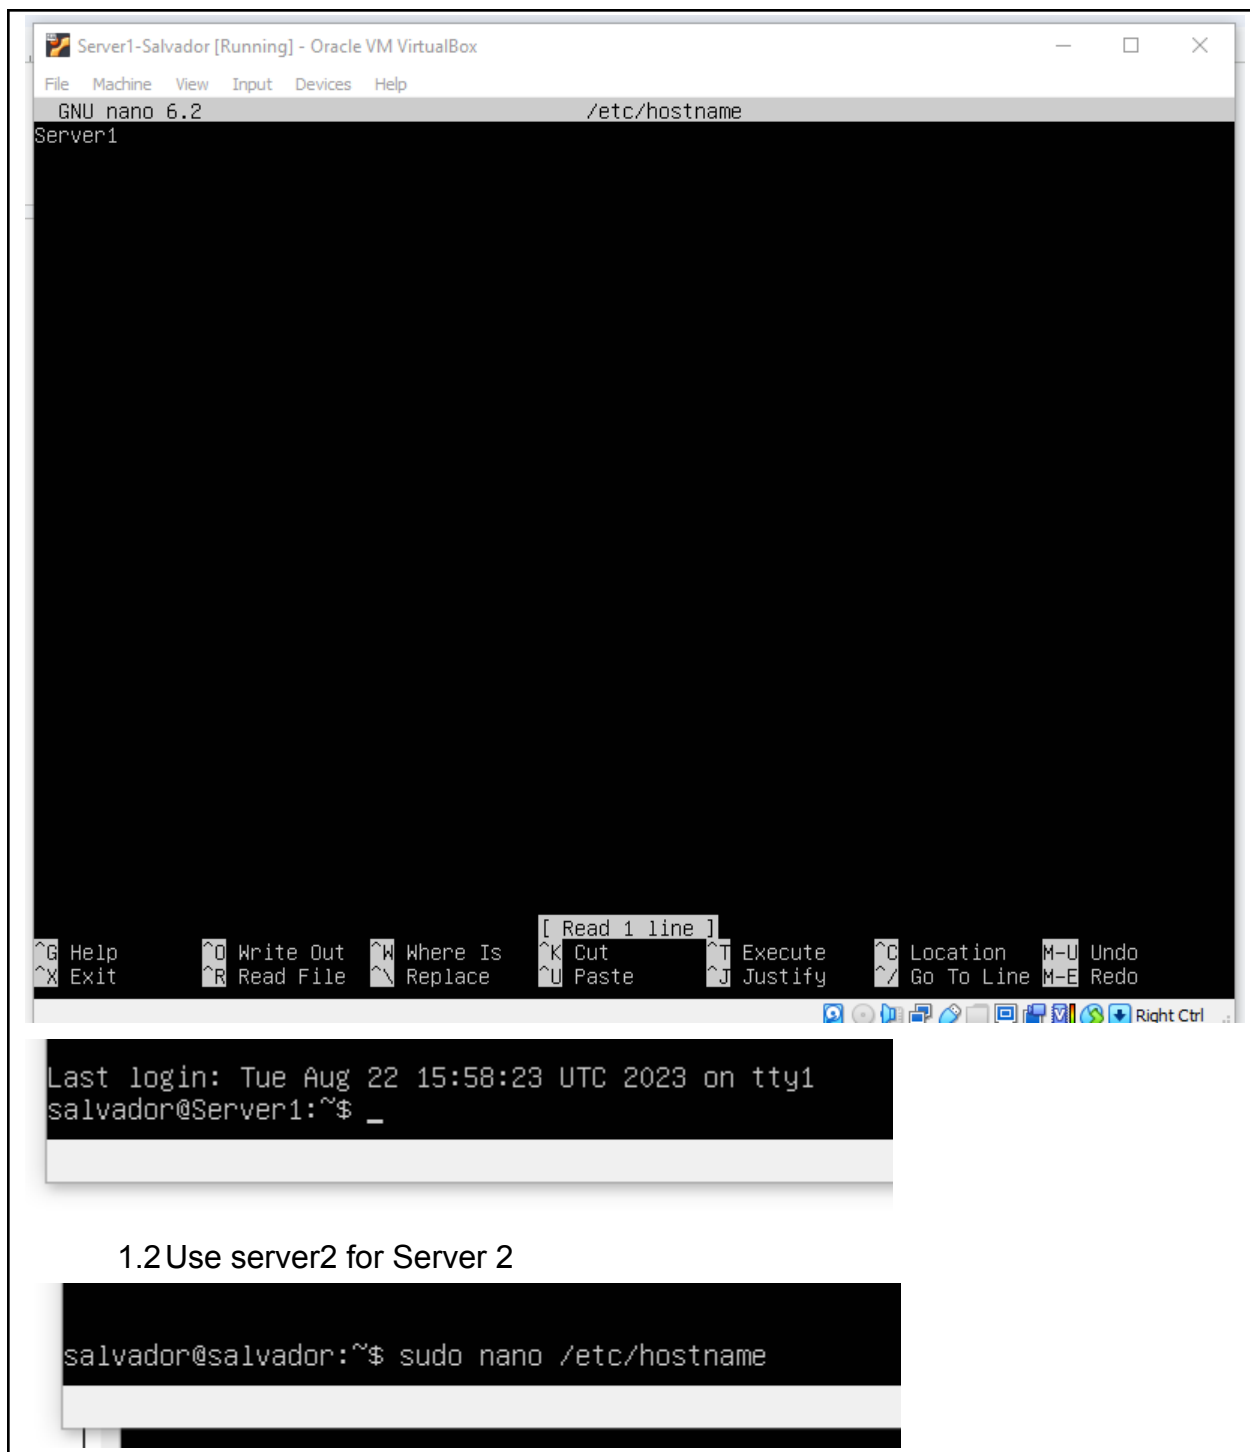 Server1-Salvador [Running] - Oracle VM VirtualBox
File Machine View Input Devices Help
GNU nano 6.2 /etc/hostname
Server1
[ Read 1 line ]
^G Help ^O Write Out ^W Where Is ^K Cut ^T Execute ^C Location M-U Undo
^X Exit ^R Read File ^\ Replace ^U Paste ^J Justify ^/ Go To Line M-E Redo
Right Ctrl
Last login: Tue Aug 22 15:58:23 UTC 2023 on tty1
salvador@Server1:~$ _
1.2 Use server2 for Server 2
salvador@salvador:~$ sudo nano /etc/hostname